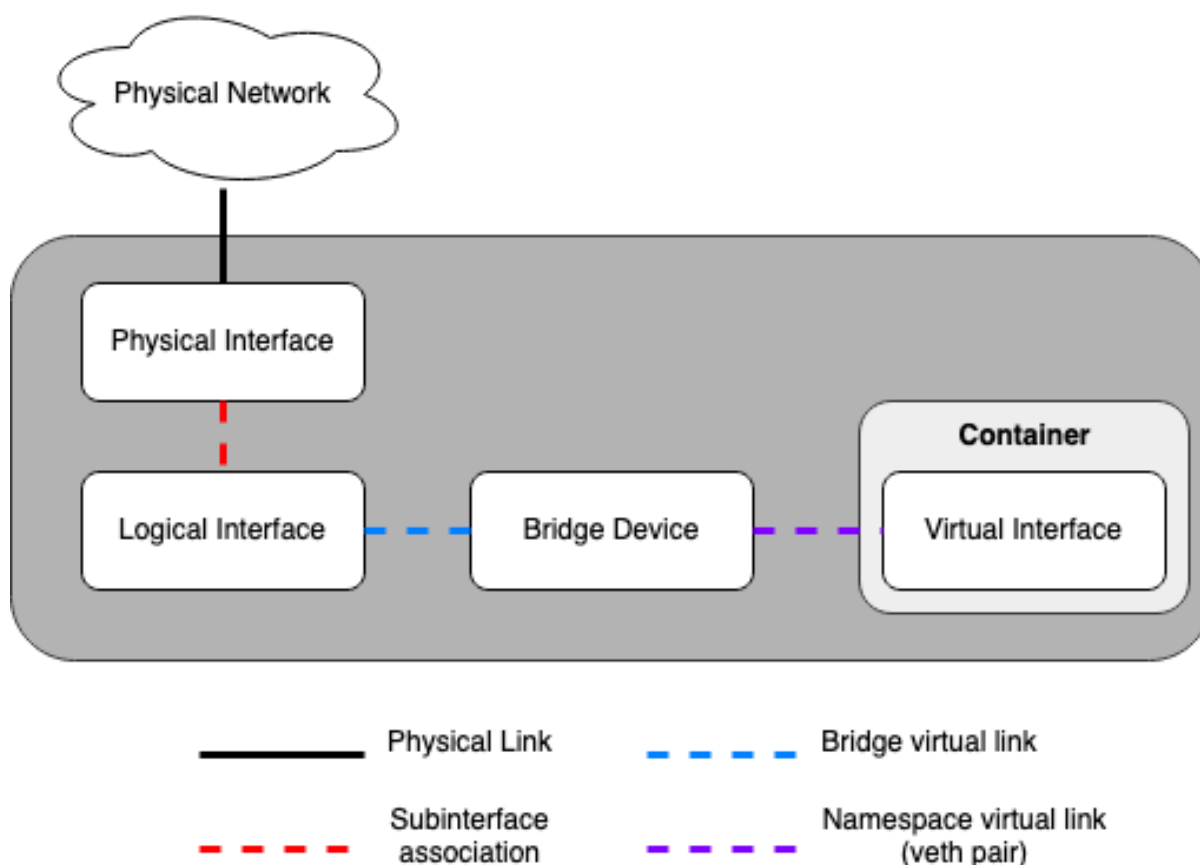 Physical Network
Physical Interface
Container
Logical Interface
Bridge Device
Virtual Interface
Physical Link
Bridge virtual link
Subinterface
association
Namespace virtual link
(veth pair)